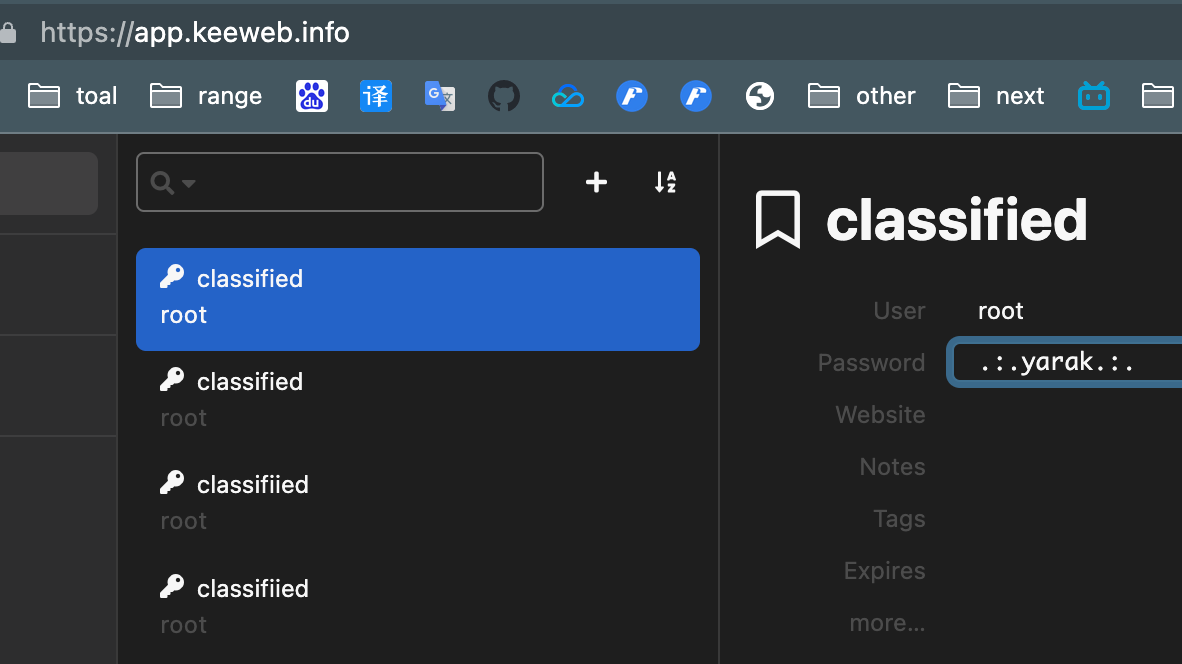 https://app.keeweb.info
toal range du 译 G 文 other next
classified
root
classified
root
classifiied
root
classifiied
root
classified
User root
Password .:.yarak.:.
Website
Notes
Tags
Expires
more...